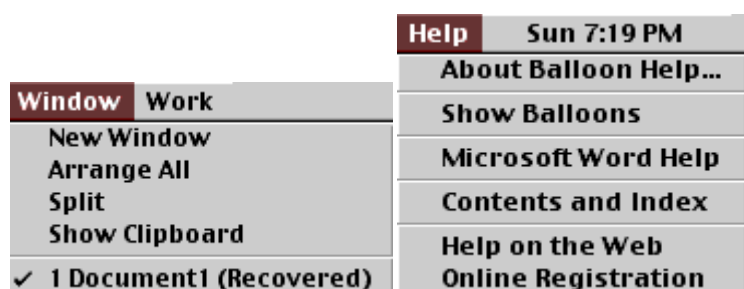 Window Work
New Window
Arrange All
Split
Show Clipboard
✓ 1 Document1 (Recovered)
Help Sun 7:19 PM
About Balloon Help...
Show Balloons
Microsoft Word Help
Contents and Index
Help on the Web
Online Registration